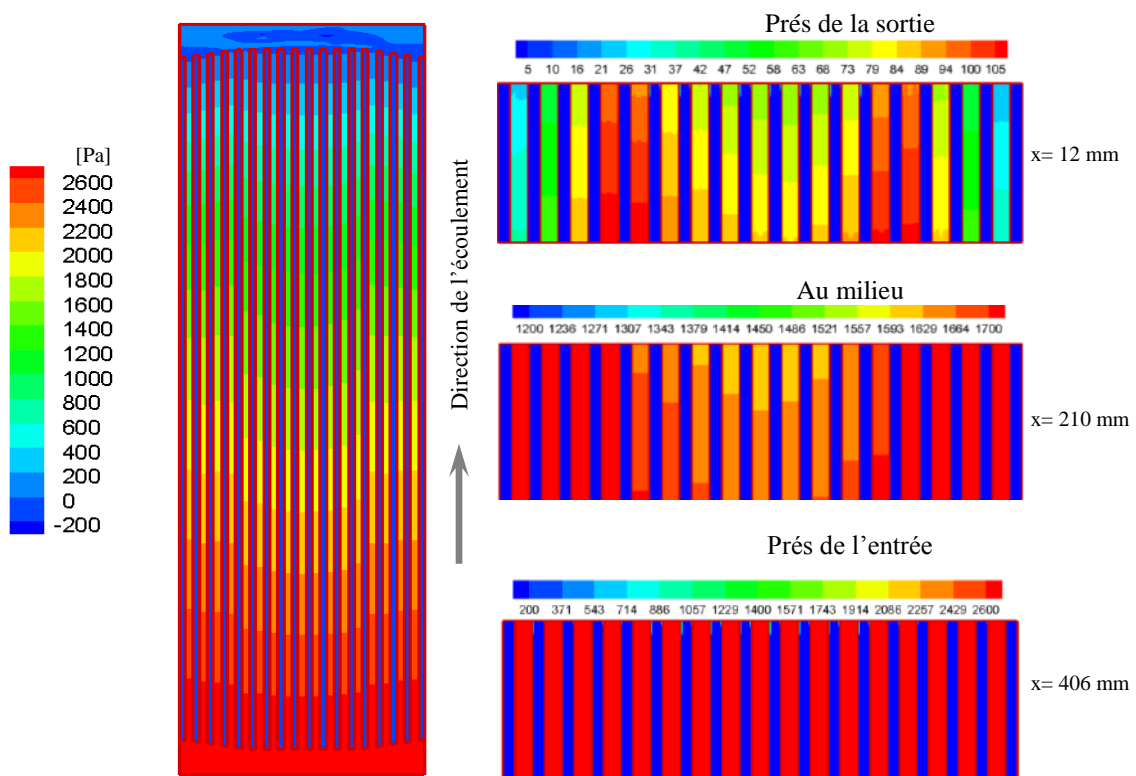 [Pa]
2600
2400
2200
2000
1800
1600
1400
1200
1000
800
600
400
200
0
-200
Direction de l'écoulement
Prés de la sortie
5 10 16 21 26 31 37 42 47 52 58 63 68 73 79 84 89 94 100 105
x= 12 mm
Au milieu
1200 1236 1271 1307 1343 1379 1414 1450 1486 1521 1557 1593 1629 1664 1700
x= 210 mm
Prés de l'entrée
200 371 543 714 886 1057 1229 1400 1571 1743 1914 2086 2257 2429 2600
x= 406 mm